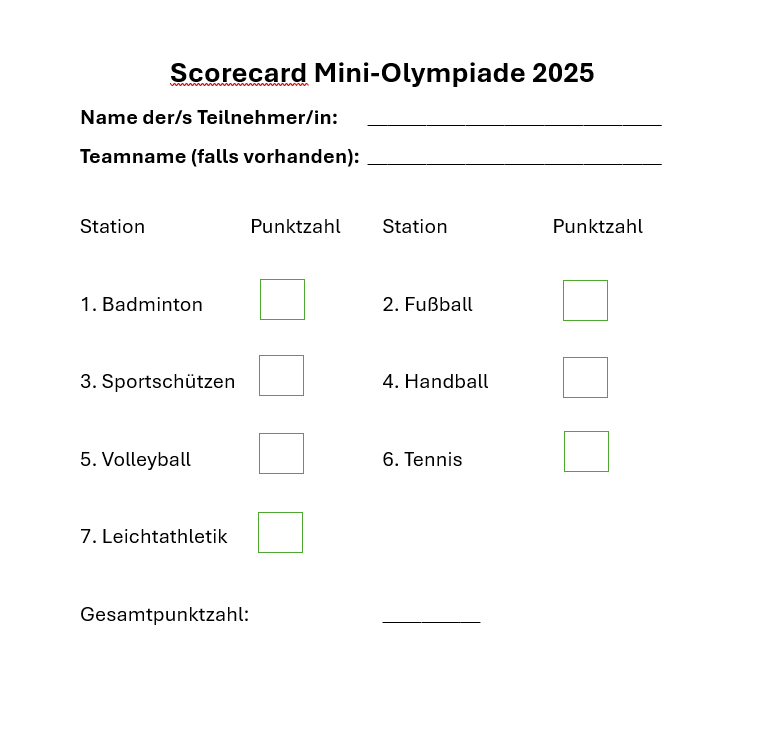 Scorecard Mini-Olympiade 2025
Name der/s Teilnehmer/in: ______________________________
Teamname (falls vorhanden): ______________________________
Station Punktzahl Station Punktzahl
1. Badminton 2. Fußball
3. Sportschützen 4. Handball
5. Volleyball 6. Tennis
7. Leichtathletik
Gesamtpunktzahl: __________